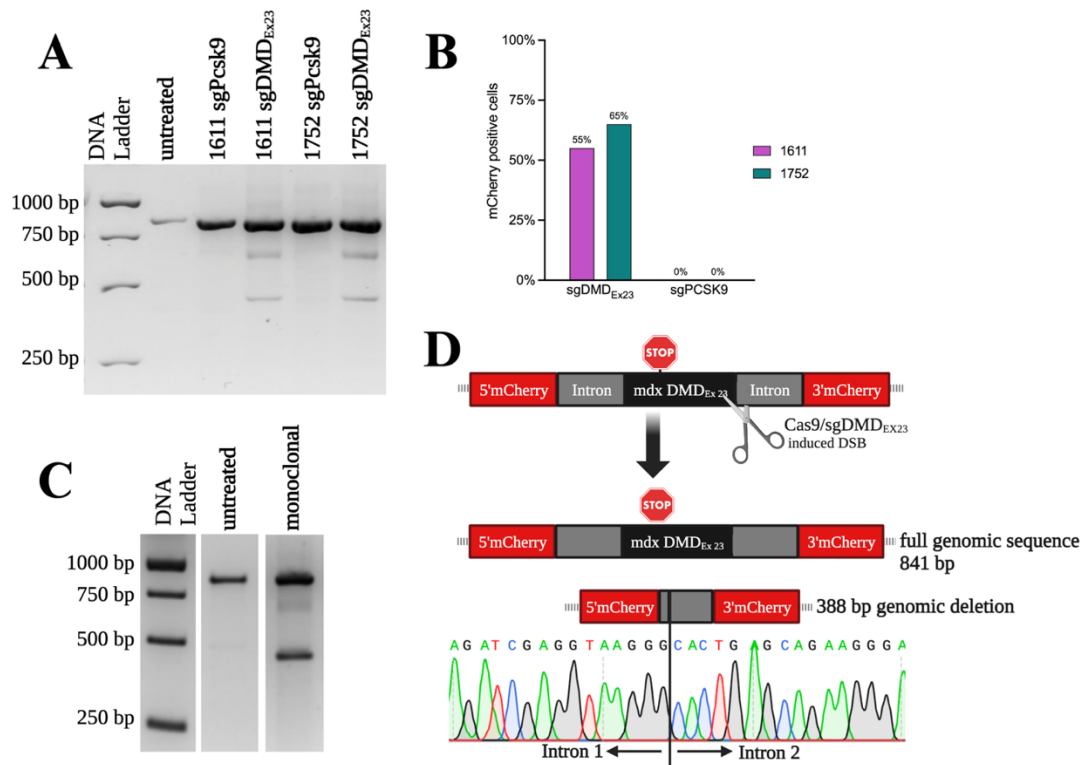 A
DNA
Ladder
untreated
1611 sgPcsk9
1611 sgDMDEx23
1752 sgPcsk9
1752 sgDMDEx23
1000 bp
750 bp
500 bp
250 bp
B
mCherry positive cells
100%
75%
50%
25%
0%
55%
65%
0%
0%
sgDMDEx23
sgPCSK9
1611
1752
C
DNA
Ladder
untreated
monoclonal
1000 bp
750 bp
500 bp
250 bp
D
STOP
5'mCherry
Intron
mdx DMDEx 23
Intron
3'mCherry
Cas9/sgDMDEX23
induced DSB
STOP
5'mCherry
mdx DMDEx 23
3'mCherry
full genomic sequence
841 bp
5'mCherry
3'mCherry
388 bp genomic deletion
A G A T C G A G G T A A G G G C A C T G A G C A G A A G G G A
Intron 1
Intron 2